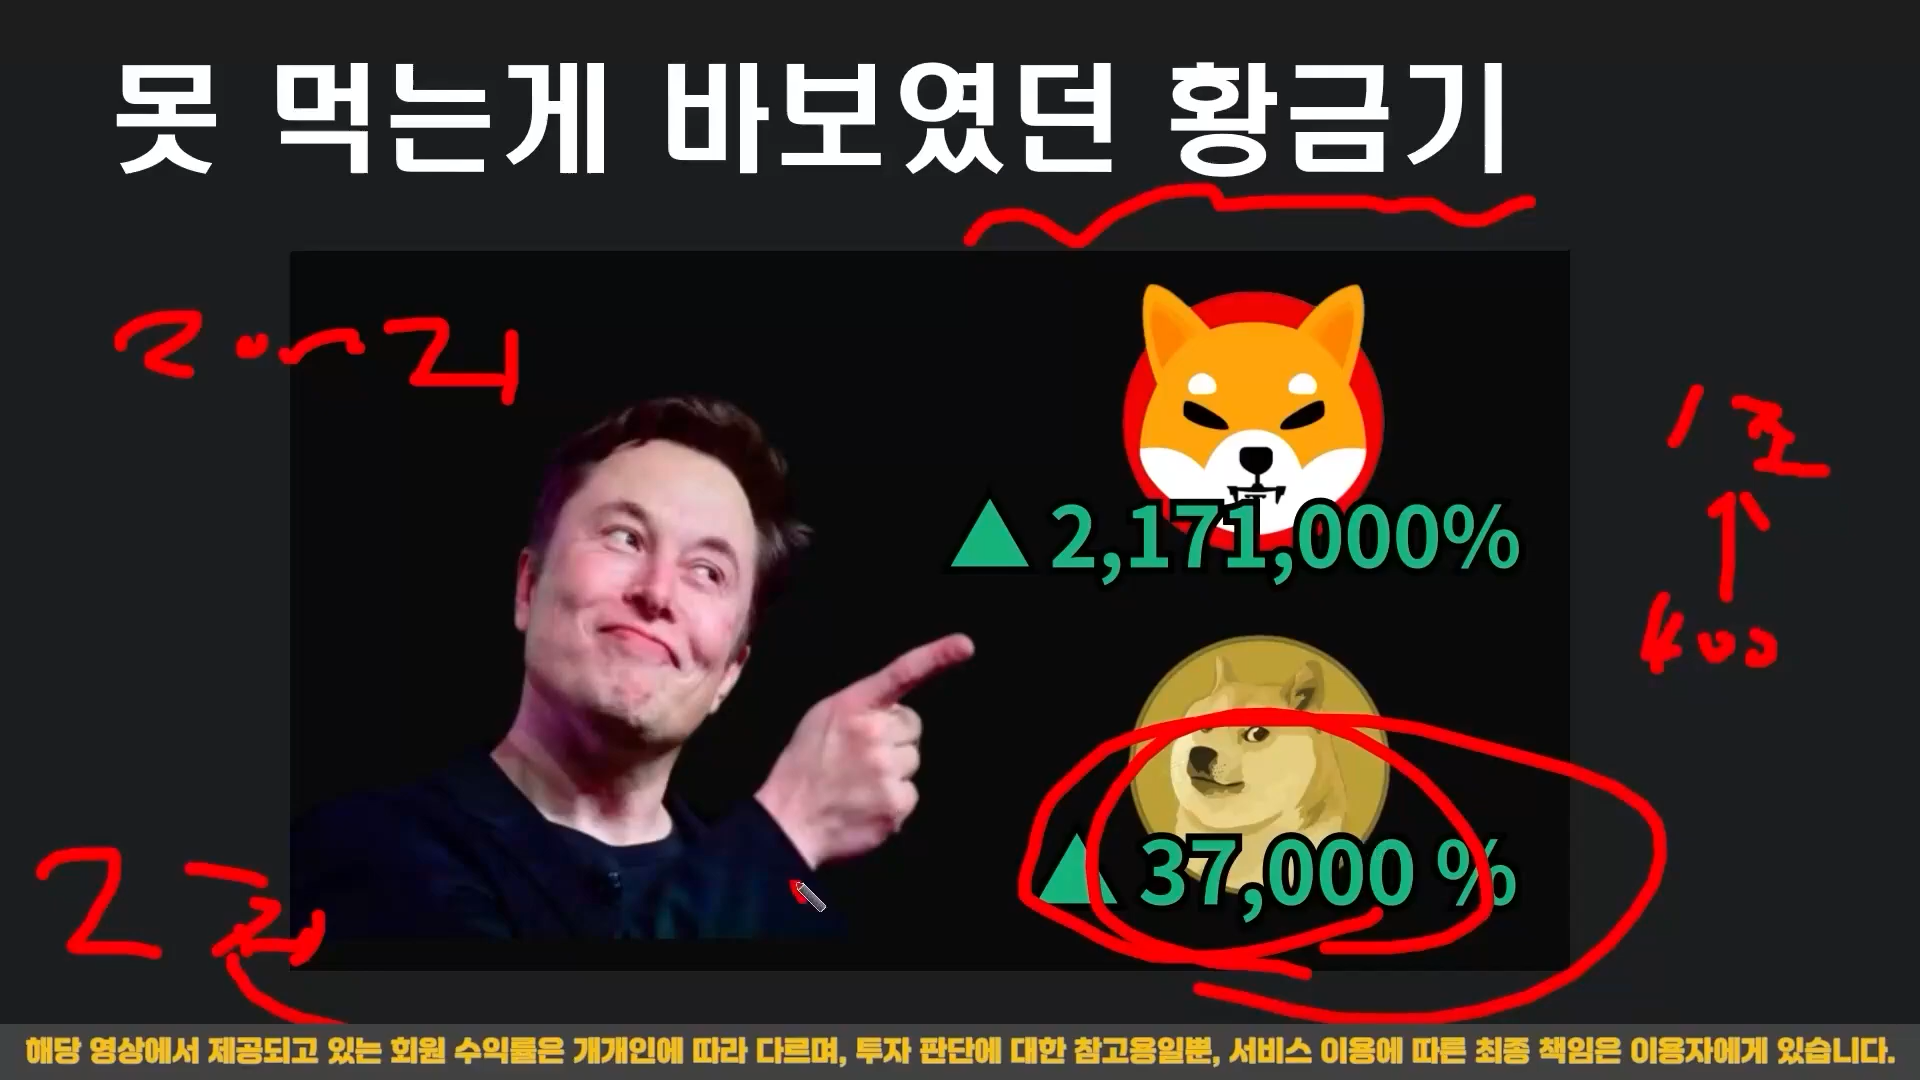 못 먹는게 바보였던 황금기
2021
1조
▲ 2,171,000%
400
▲ 37,000 %
해당 영상에서 제공되고 있는 회원 수익률은 개개인에 따라 다르며, 투자 판단에 대한 참고용일뿐, 서비스 이용에 따른 최종 책임은 이용자에게 있습니다.